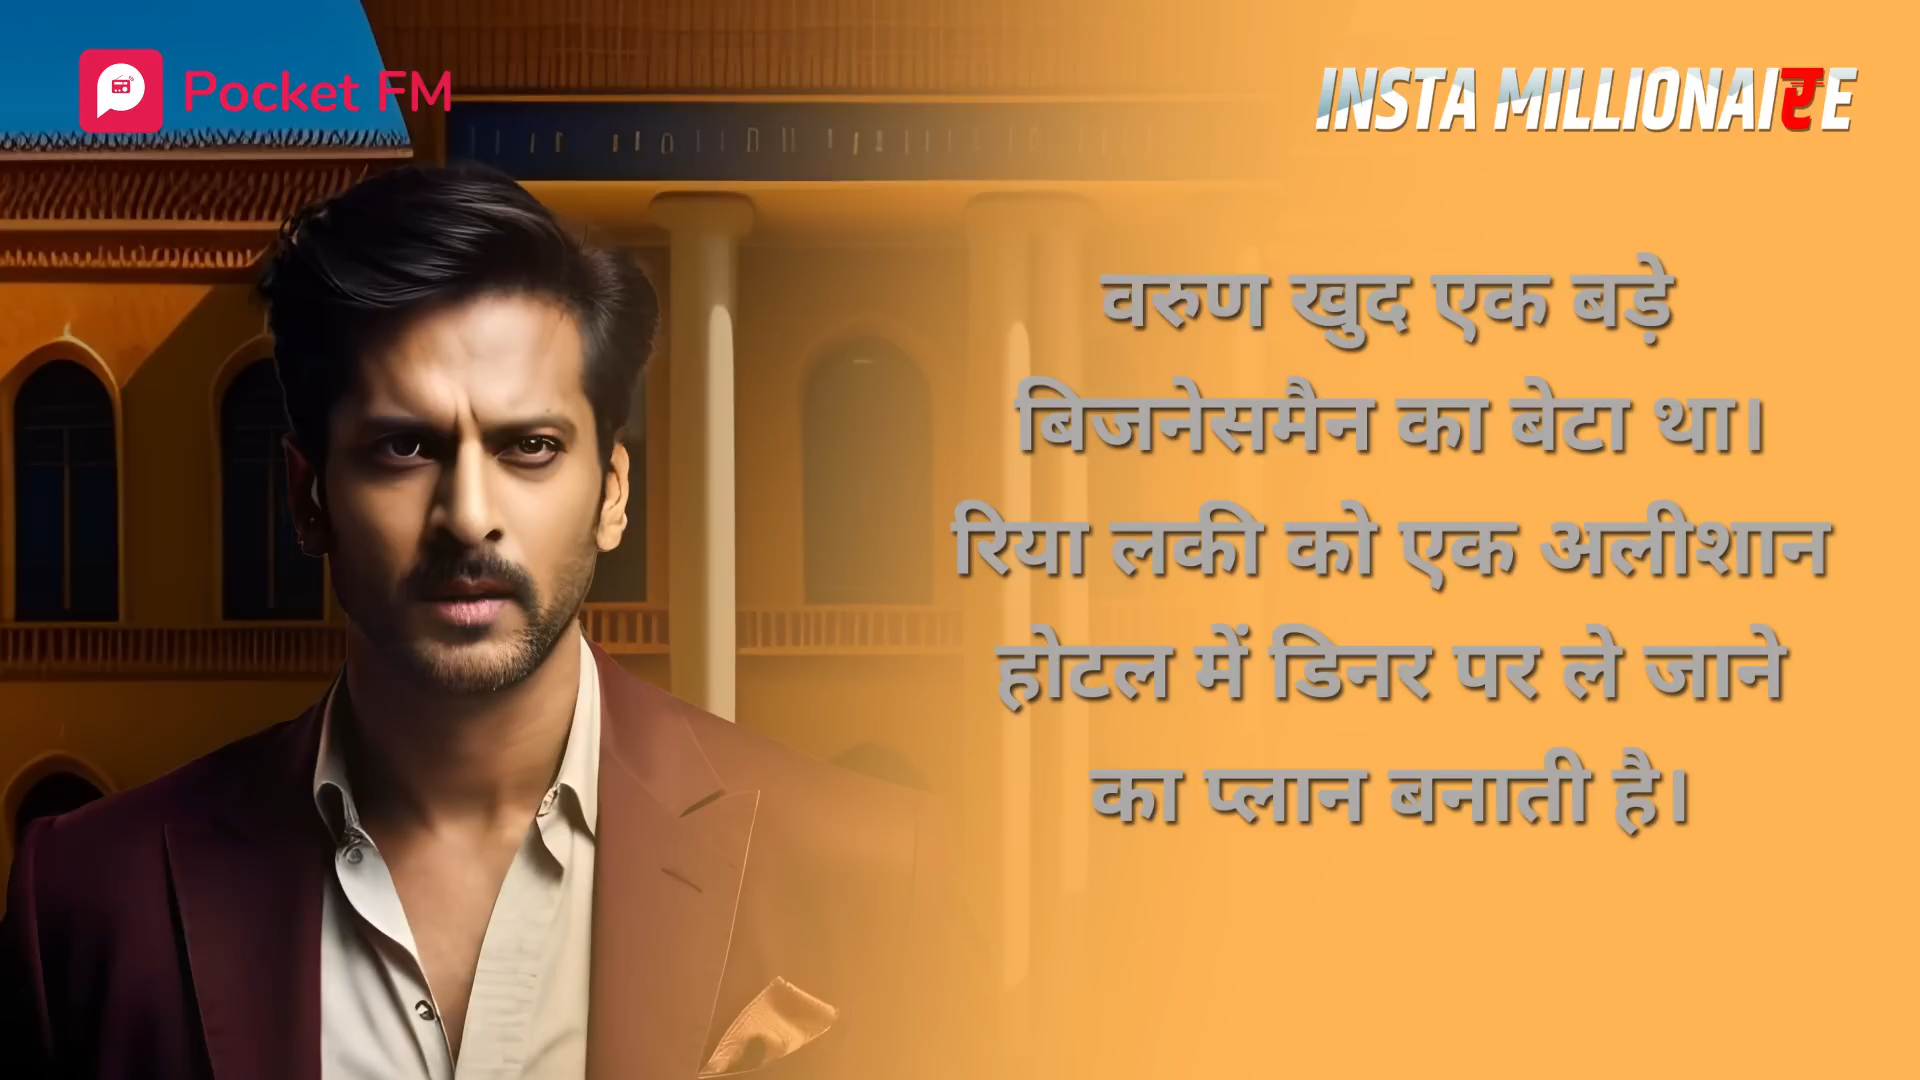 Pocket FM
INSTA MILLIONAIRE
वरुण खुद एक बड़े
बिजनेसमैन का बेटा था।
रिया लकी को एक अलीशान
होटल में डिनर पर ले जाने
का प्लान बनाती है।